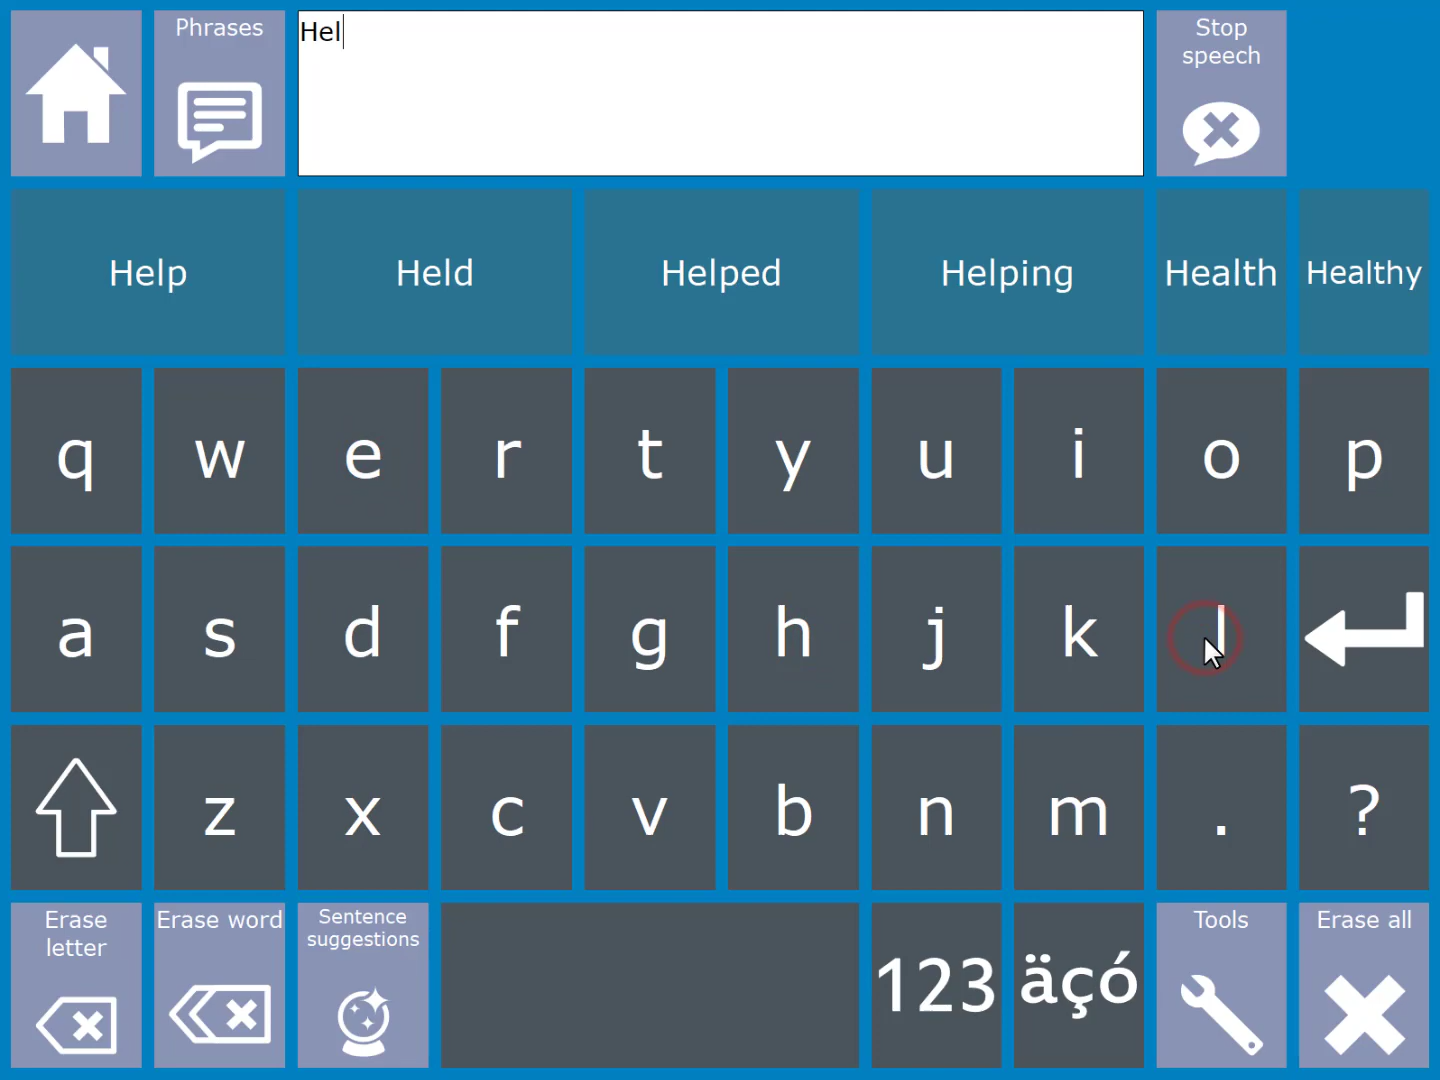 Phrases
Hel
Stop
speech
Help Held Helped Helping Health Healthy
q w e r t y u i o p
a s d f g h j k l
z x c v b n m . ?
Erase
letter
Erase word
Sentence
suggestions
123 äçó
Tools
Erase all